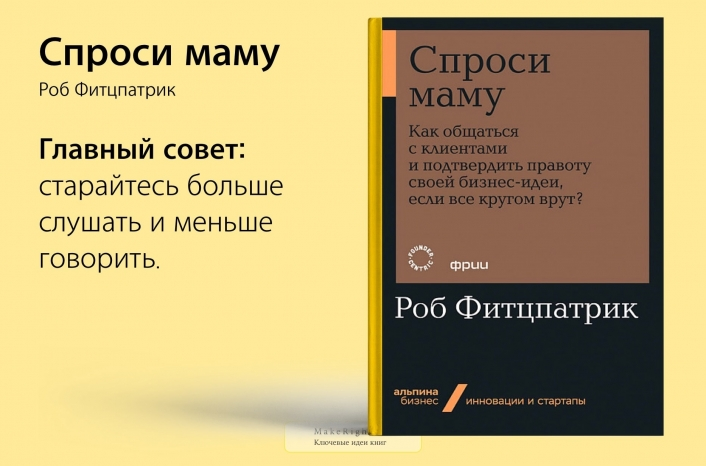 Спроси маму
Роб Фитцпатрик
Главный совет:
старайтесь больше
слушать и меньше
говорить.
Спроси
маму
Как общаться
с клиентами
и подтвердить правоту
своей бизнес-идеи,
если все кругом врут?
FOUNDER
CENTRIC
фрии
Роб Фитцпатрик
альпина
бизнес
инновации и стартапы
Ключевые идеи книг